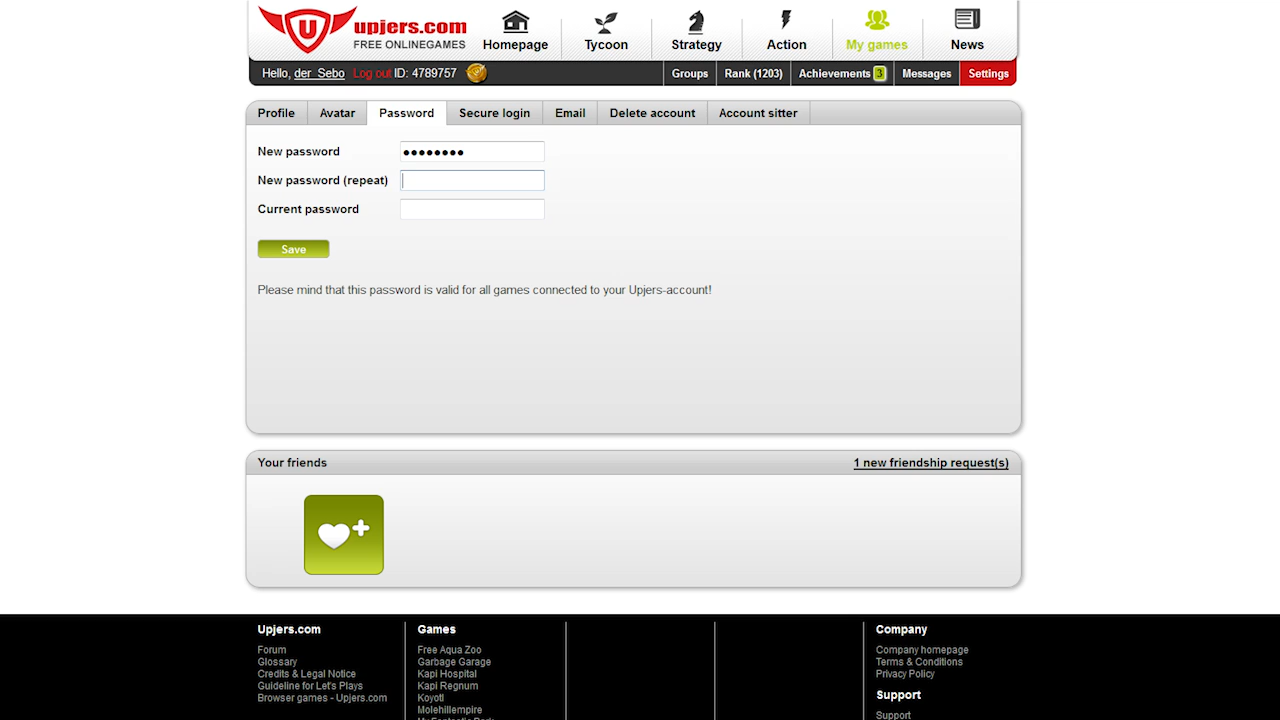 upjers.com
FREE ONLINEGAMES
Homepage
Tycoon
Strategy
Action
My games
News
Hello, der_Sebo Log out ID: 4789757
Groups
Rank (1203)
Achievements 3
Messages
Settings
Profile
Avatar
Password
Secure login
Email
Delete account
Account sitter
New password ●●●●●●●●
New password (repeat)
Current password
Save
Please mind that this password is valid for all games connected to your Upjers-account!
Your friends
1 new friendship request(s)
Upjers.com
Forum
Glossary
Credits & Legal Notice
Guideline for Let's Plays
Browser games - Upjers.com
Games
Free Aqua Zoo
Garbage Garage
Kapi Hospital
Kapi Regnum
Koyotl
Molehillempire
My Fantastic Park
Company
Company homepage
Terms & Conditions
Privacy Policy
Support
Support